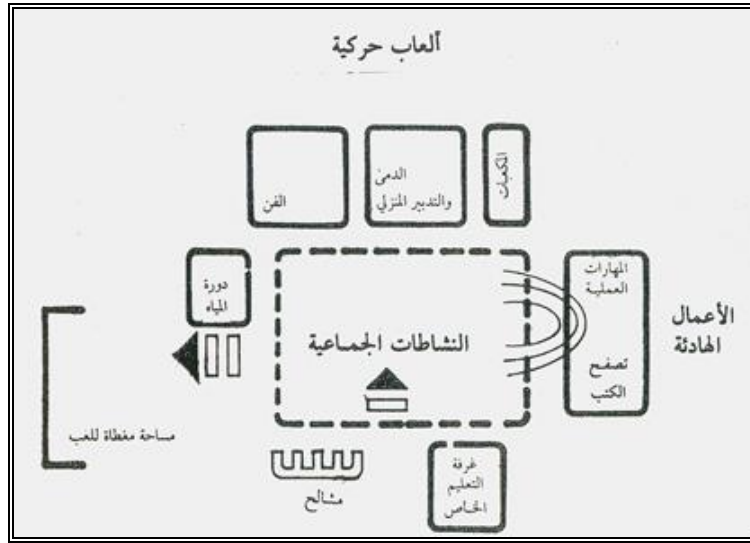 ألعاب حركية
المكعبات
الدمى
والتدبير المنزلي
الفن
المهارات
العملية
تصفح
الكتب
الأعمال
الهادئة
النشاطات الجماعية
دورة
المياه
مساحة مغطاة للعب
غرفة
التعليم
الخاص
مشالح